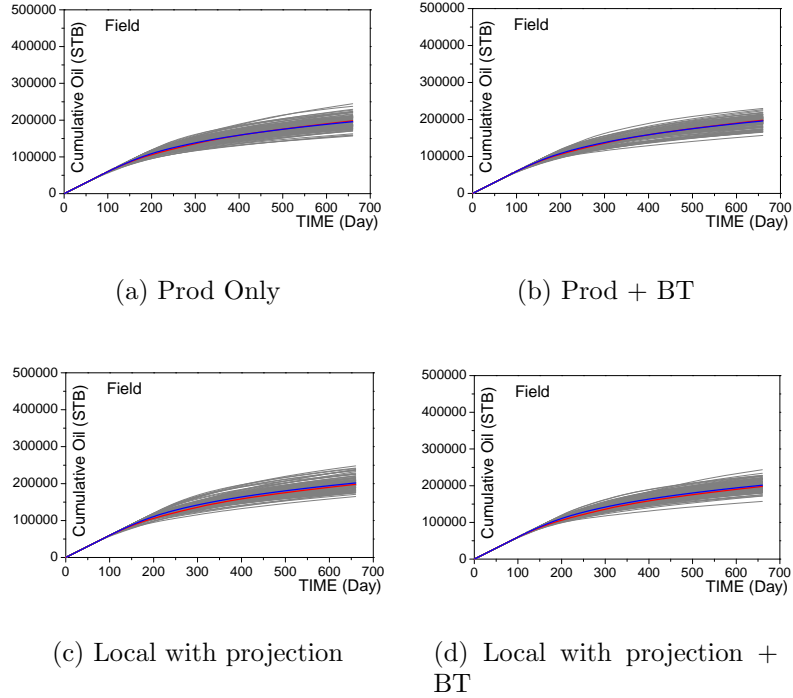 Field
Cumulative Oil (STB)
500000
400000
300000
200000
100000
0
0 100 200 300 400 500 600 700
TIME (Day)
(a) Prod Only
Field
Cumulative Oil (STB)
500000
400000
300000
200000
100000
0
0 100 200 300 400 500 600 700
TIME (Day)
(b) Prod + BT
Field
Cumulative Oil (STB)
500000
400000
300000
200000
100000
0
0 100 200 300 400 500 600 700
TIME (Day)
(c) Local with projection
Field
Cumulative Oil (STB)
500000
400000
300000
200000
100000
0
0 100 200 300 400 500 600 700
TIME (Day)
(d) Local with projection +
BT